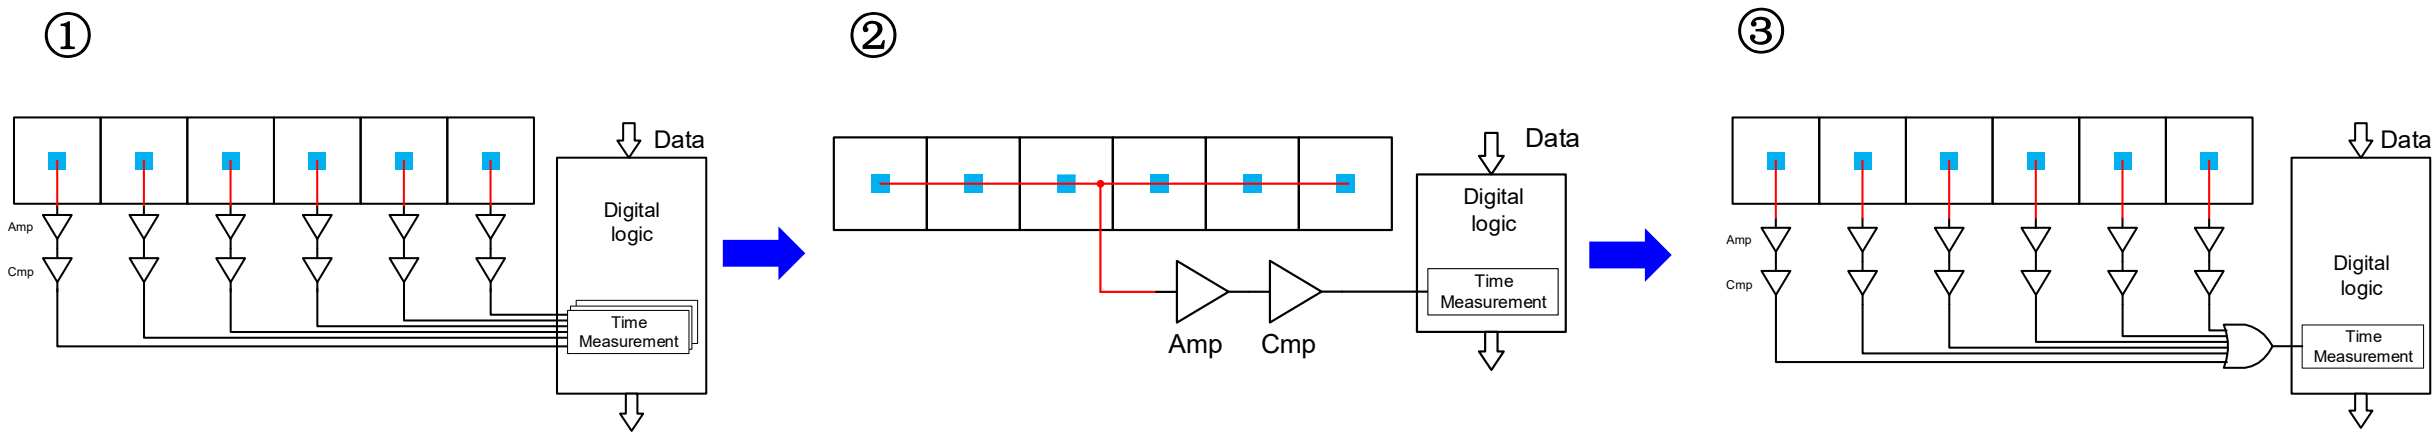 ①
②
③
Data
Digital
logic
Amp
Cmp
Time
Measurement
Data
Digital
logic
Time
Measurement
Amp
Cmp
Data
Amp
Cmp
Digital
logic
Time
Measurement